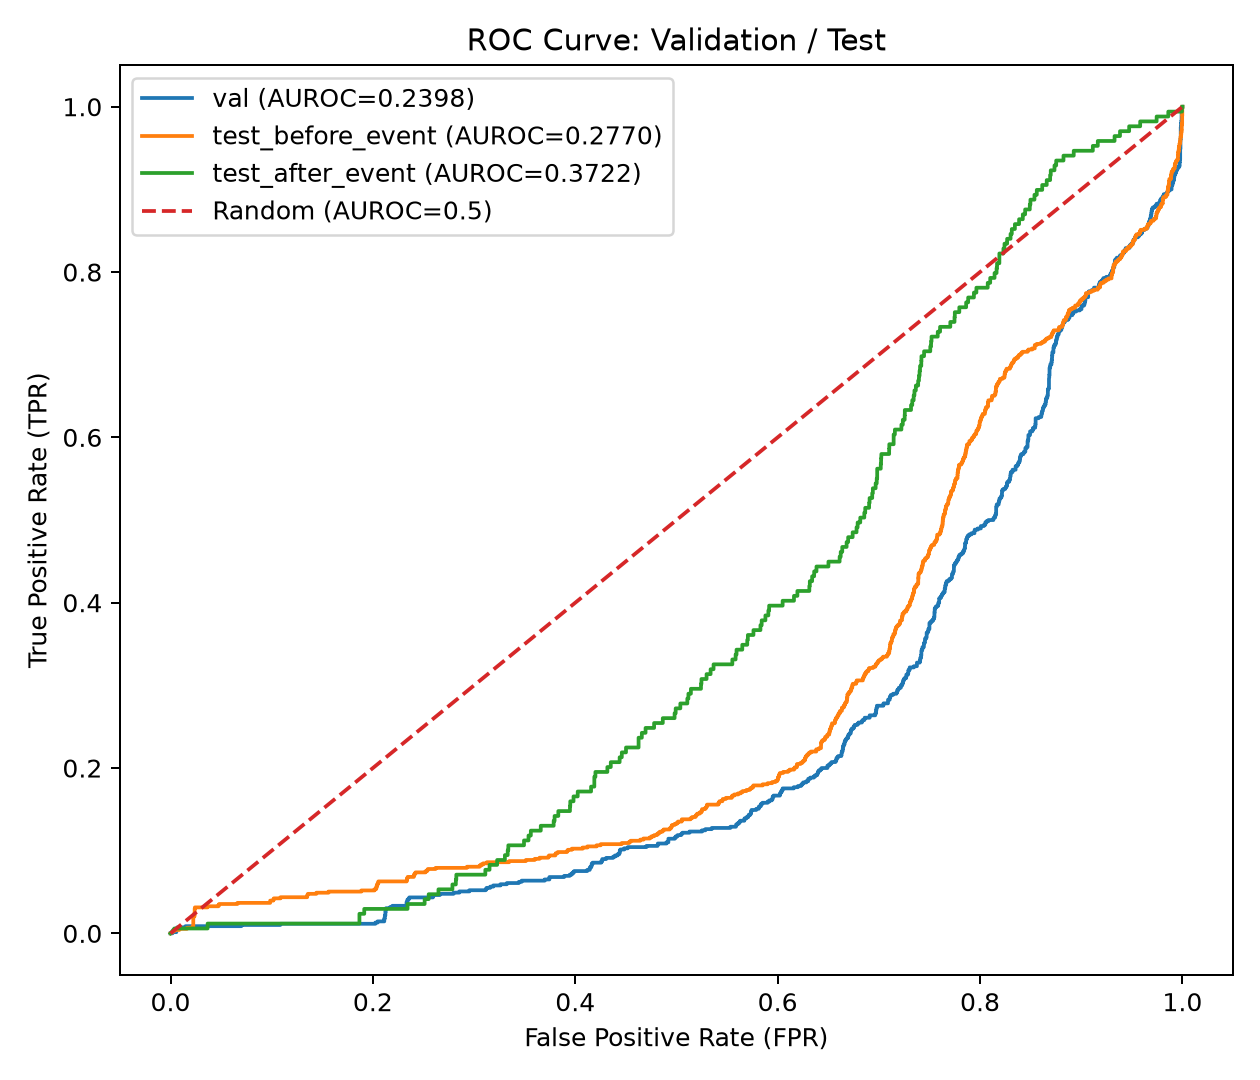 ROC Curve: Validation / Test
val (AUROC=0.2398)
test_before_event (AUROC=0.2770)
test_after_event (AUROC=0.3722)
Random (AUROC=0.5)
True Positive Rate (TPR)
1.0
0.8
0.6
0.4
0.2
0.0
0.0 0.2 0.4 0.6 0.8 1.0
False Positive Rate (FPR)